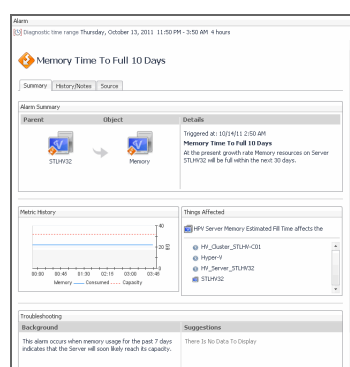 Alarm
Diagnostic time range Thursday, October 13, 2011 11:50 PM - 3:50 AM 4 hours
Memory Time To Full 10 Days
Summary History/Notes Source
Alarm Summary
Parent Object Details
STLHV32 Memory
Triggered at: 10/14/11 2:50 AM
Memory Time To Full 10 Days
At the present growth rate Memory resources on Server
STLHV32 will be full within the next 30 days.
Metric History
40
20
GB
0
00:00 00:45 01:30 02:15 03:00 03:45
Memory Consumed Capacity
Things Affected
HPV Server Memory Estimated Fill Time affects the
HV_Cluster_STLHV-C01
Hyper-V
HV_Server_STLHV32
STLHV32
Troubleshooting
Background Suggestions
This alarm occurs when memory usage for the past 7 days
indicates that the Server will soon likely reach its capacity.
There Is No Data To Display